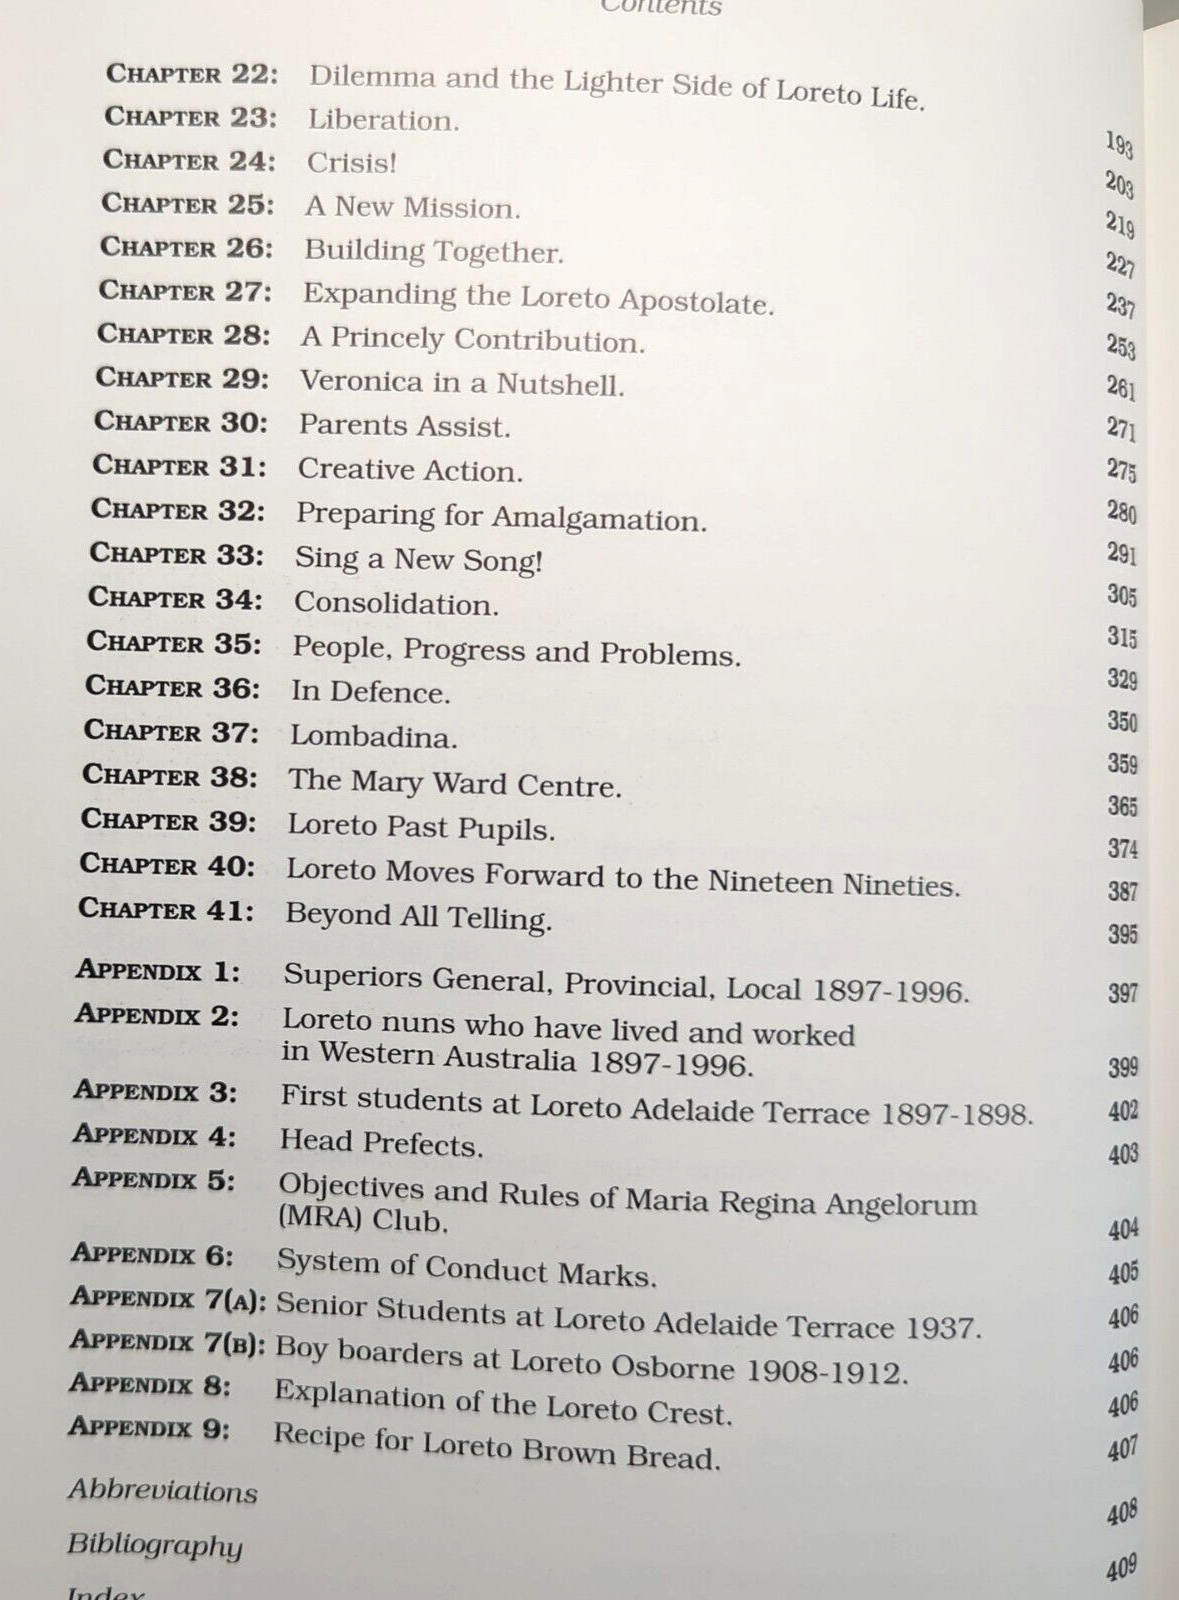 Contents
CHAPTER 22: Dilemma and the Lighter Side of Loreto Life. 193
CHAPTER 23: Liberation. 203
CHAPTER 24: Crisis! 219
CHAPTER 25: A New Mission. 227
CHAPTER 26: Building Together. 237
CHAPTER 27: Expanding the Loreto Apostolate. 253
CHAPTER 28: A Princely Contribution. 261
CHAPTER 29: Veronica in a Nutshell. 271
CHAPTER 30: Parents Assist. 275
CHAPTER 31: Creative Action. 280
CHAPTER 32: Preparing for Amalgamation. 291
CHAPTER 33: Sing a New Song! 305
CHAPTER 34: Consolidation. 315
CHAPTER 35: People, Progress and Problems. 329
CHAPTER 36: In Defence. 350
CHAPTER 37: Lombadina. 359
CHAPTER 38: The Mary Ward Centre. 365
CHAPTER 39: Loreto Past Pupils. 374
CHAPTER 40: Loreto Moves Forward to the Nineteen Nineties. 387
CHAPTER 41: Beyond All Telling. 395
APPENDIX 1: Superiors General, Provincial, Local 1897-1996. 397
APPENDIX 2: Loreto nuns who have lived and worked
in Western Australia 1897-1996. 399
APPENDIX 3: First students at Loreto Adelaide Terrace 1897-1898. 402
APPENDIX 4: Head Prefects. 403
APPENDIX 5: Objectives and Rules of Maria Regina Angelorum
(MRA) Club. 404
APPENDIX 6: System of Conduct Marks. 405
APPENDIX 7(A): Senior Students at Loreto Adelaide Terrace 1937. 406
APPENDIX 7(B): Boy boarders at Loreto Osborne 1908-1912. 406
APPENDIX 8: Explanation of the Loreto Crest. 406
APPENDIX 9: Recipe for Loreto Brown Bread. 407
Abbreviations 408
Bibliography 409
Index